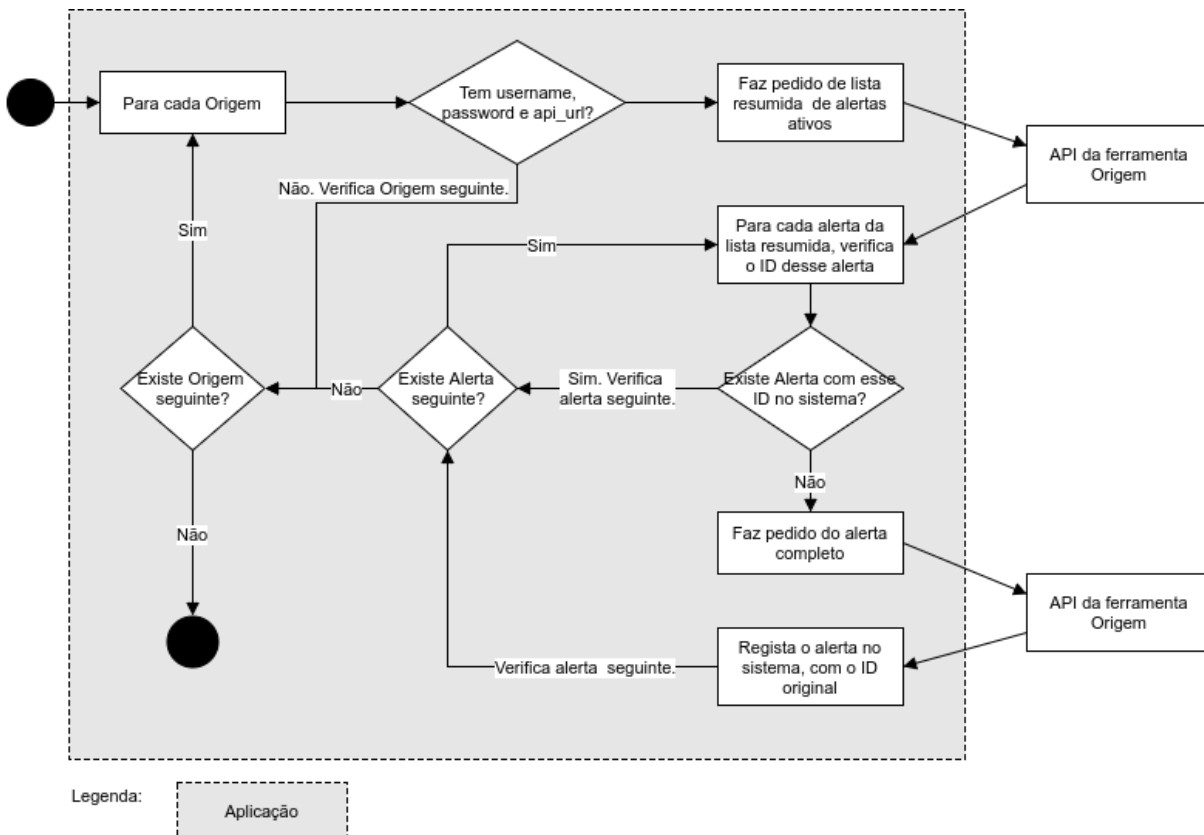 Para cada Origem
Tem username,
password e api_url?
Faz pedido de lista
resumida de alertas
ativos
API da ferramenta
Origem
Não. Verifica Origem seguinte.
Sim
Sim
Para cada alerta da
lista resumida, verifica
o ID desse alerta
Existe Origem
seguinte?
Não
Existe Alerta
seguinte?
Sim. Verifica
alerta seguinte.
Existe Alerta com esse
ID no sistema?
Não
Não
Faz pedido do alerta
completo
API da ferramenta
Origem
Verifica alerta seguinte.
Regista o alerta no
sistema, com o ID
original
Legenda:
Aplicação